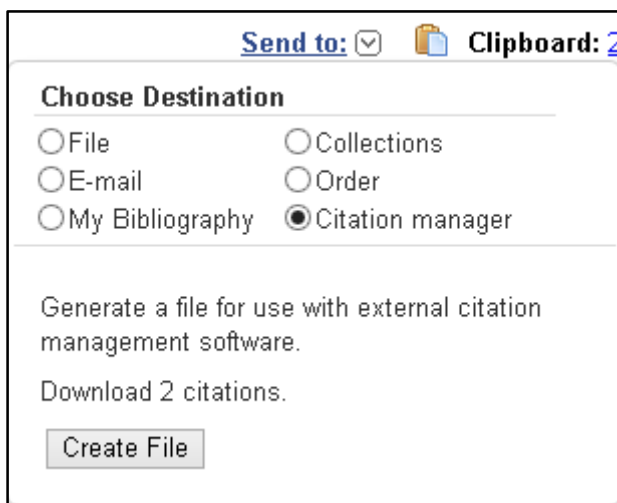 Send to: Clipboard: 2
Choose Destination
File Collections
E-mail Order
My Bibliography Citation manager
Generate a file for use with external citation
management software.
Download 2 citations.
Create File